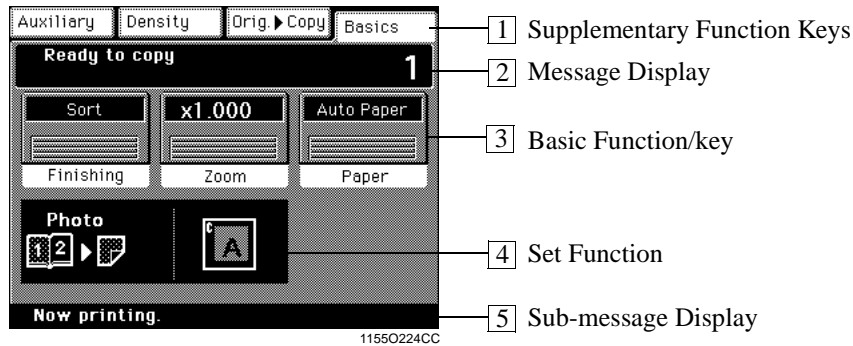 Auxiliary Density Orig.▶Copy Basics
1 Supplementary Function Keys
Ready to copy
1
2 Message Display
Sort x1.000 Auto Paper
3 Basic Function/key
Finishing Zoom Paper
Photo
1 2 ▶
C
A
4 Set Function
Now printing.
5 Sub-message Display
1155O224CC